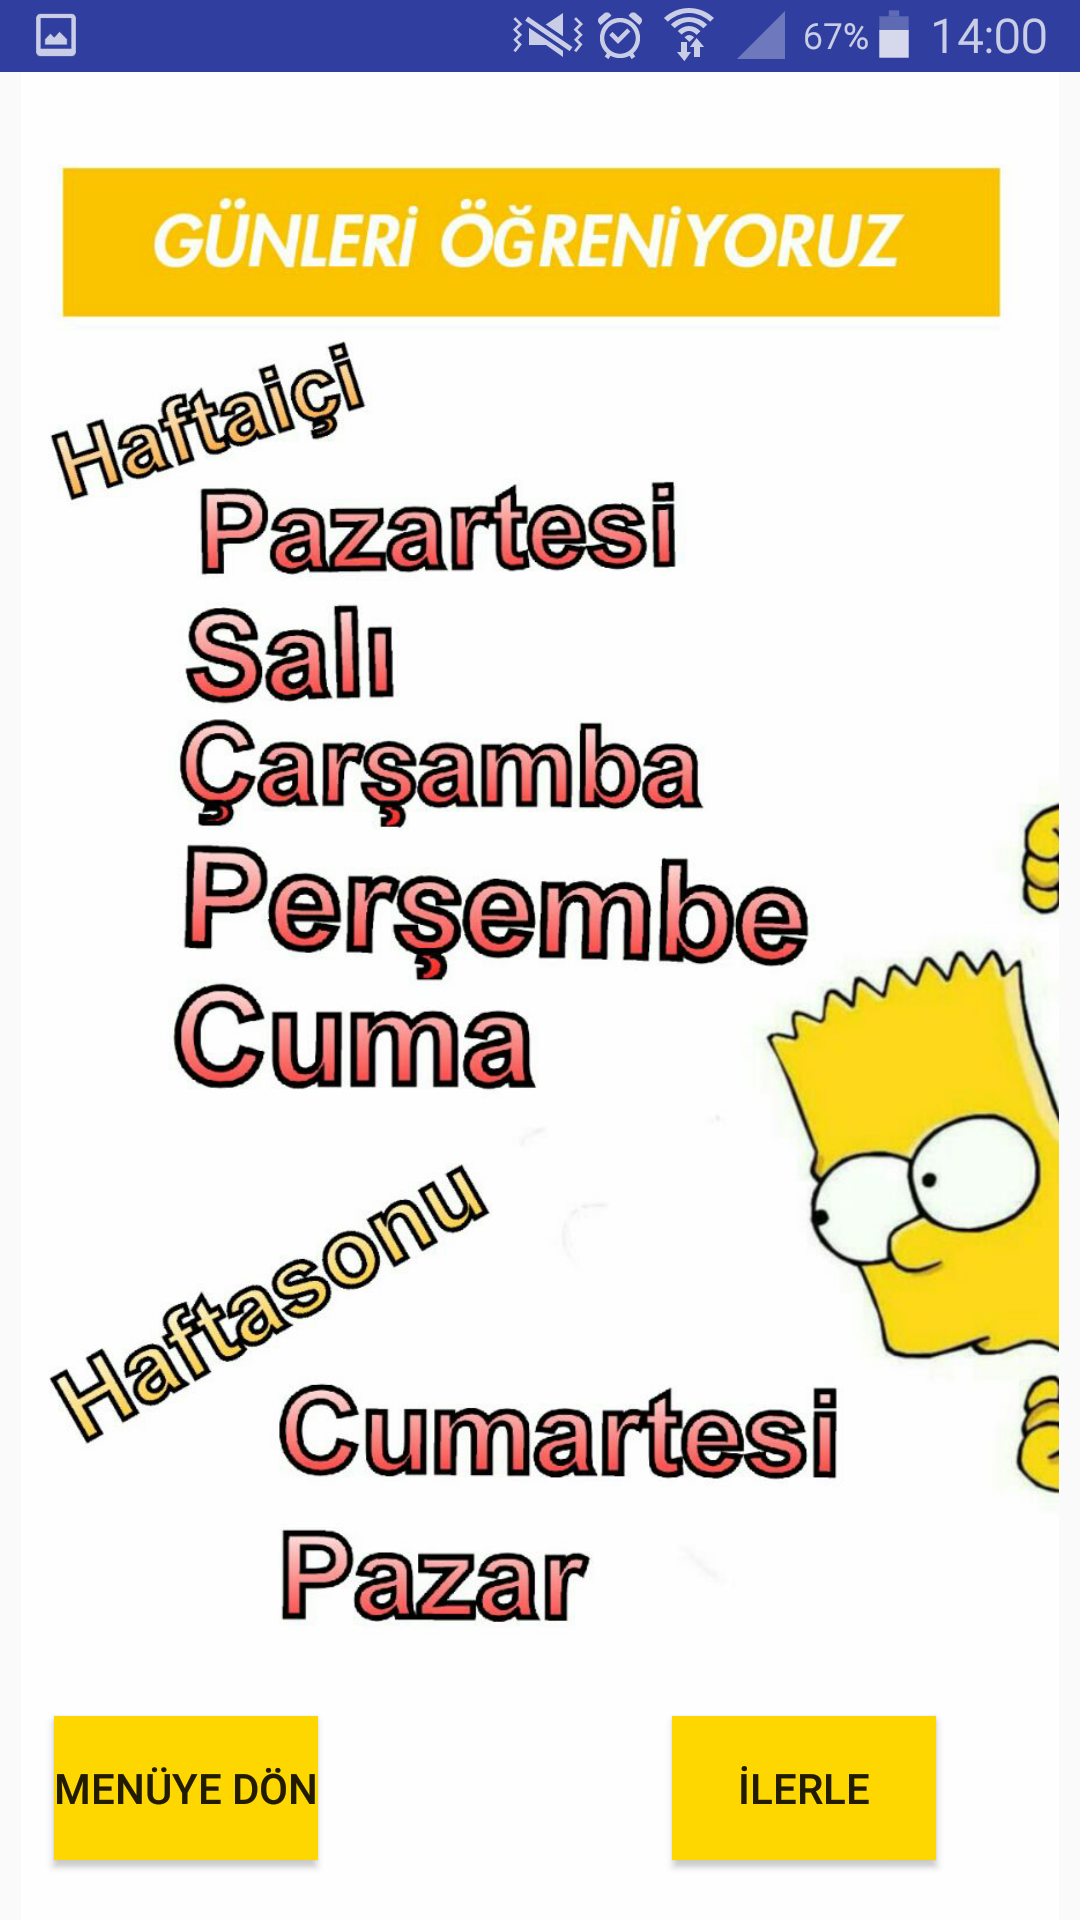 67% 14:00
GÜNLERİ ÖĞRENİYORUZ
Haftaiçi
Pazartesi
Salı
Çarşamba
Perşembe
Cuma
Haftasonu
Cumartesi
Pazar
MENÜYE DÖN İLERLE